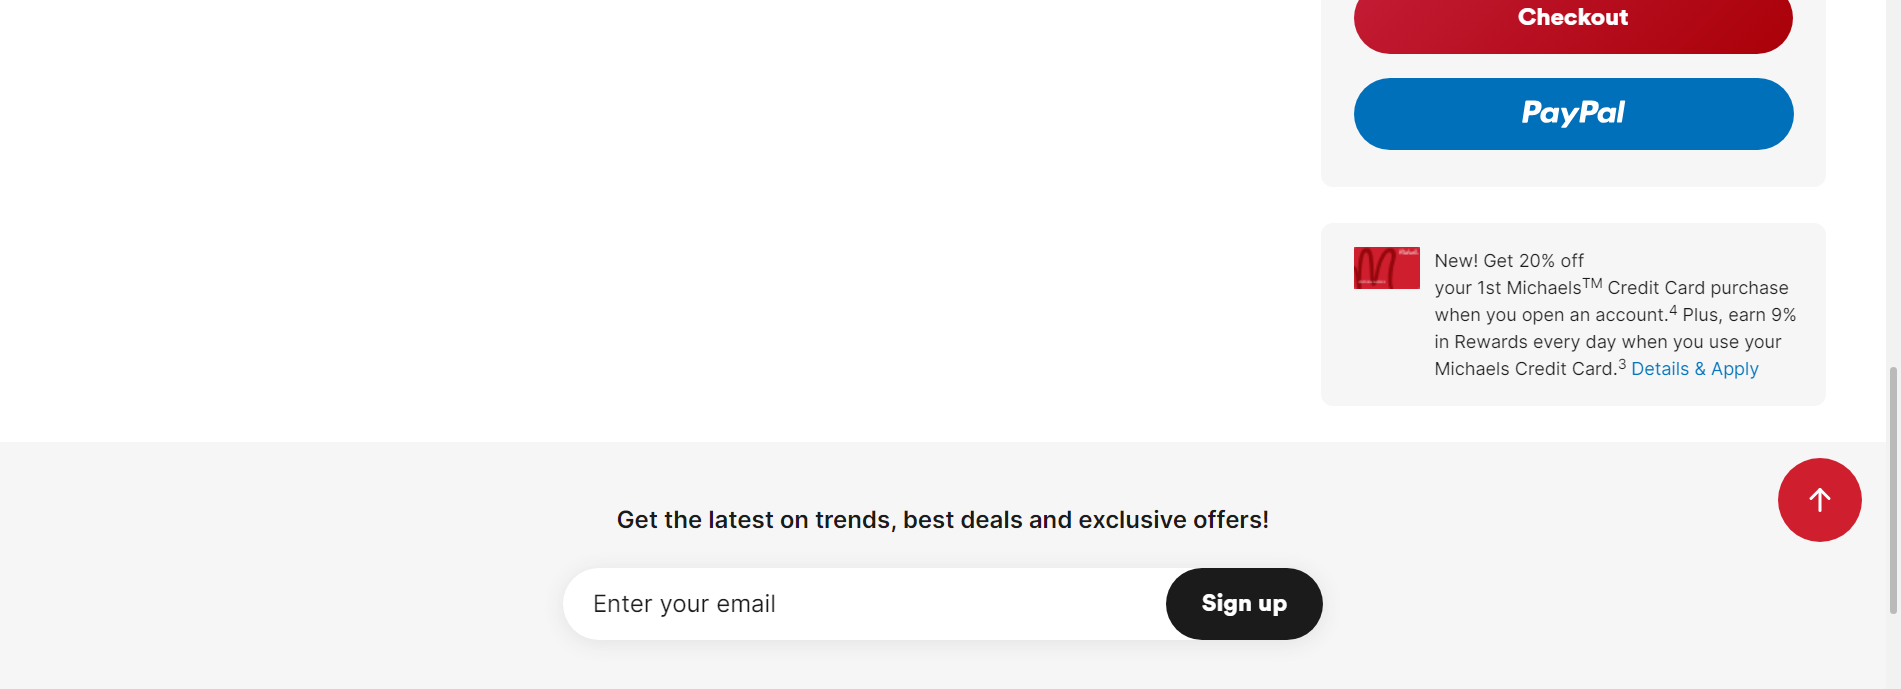 Checkout
PayPal
New! Get 20% off
your 1st Michaels™ Credit Card purchase
when you open an account.⁴ Plus, earn 9%
in Rewards every day when you use your
Michaels Credit Card.³ Details & Apply
Get the latest on trends, best deals and exclusive offers!
Enter your email
Sign up